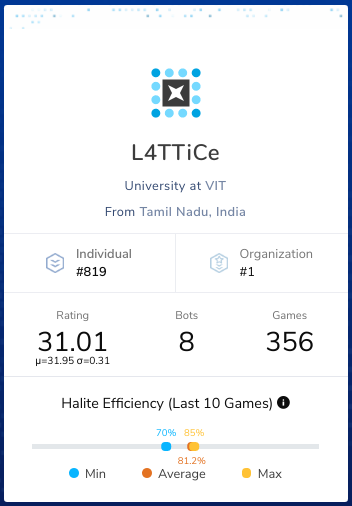 L4TTiCe
University at VIT
From Tamil Nadu, India
Individual
#819
Organization
#1
Rating
31.01
μ=31.95 σ=0.31
Bots
8
Games
356
Halite Efficiency (Last 10 Games)
70% 85%
81.2%
Min Average Max